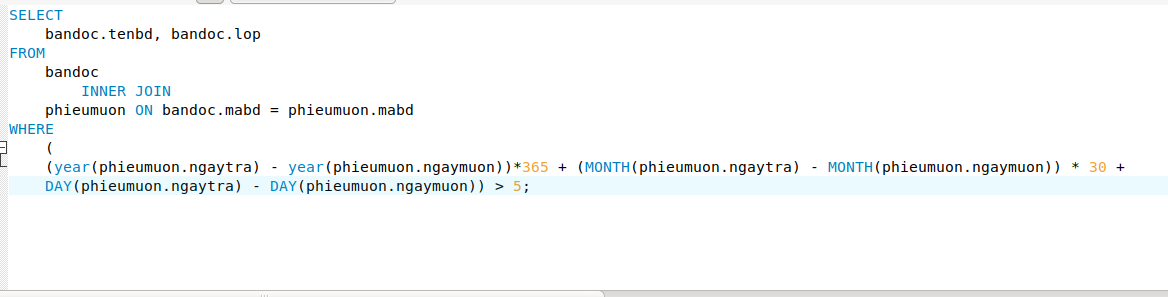 SELECT
    bandoc.tenbd, bandoc.lop
FROM
    bandoc
        INNER JOIN
    phieumuon ON bandoc.mabd = phieumuon.mabd
WHERE
    (
    (year(phieumuon.ngaytra) - year(phieumuon.ngaymuon))*365 + (MONTH(phieumuon.ngaytra) - MONTH(phieumuon.ngaymuon)) * 30 +
    DAY(phieumuon.ngaytra) - DAY(phieumuon.ngaymuon)) > 5;